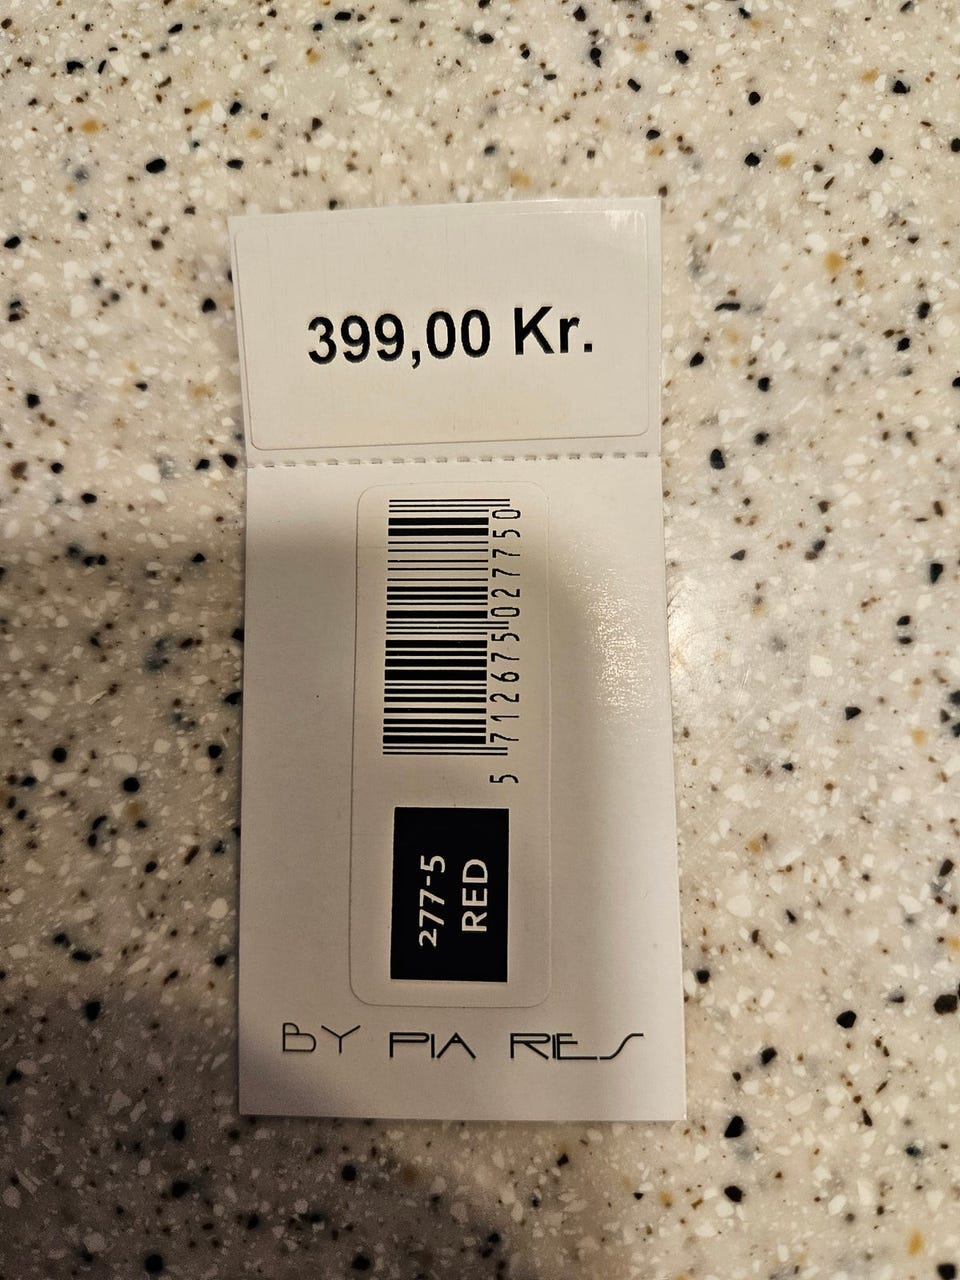 399,00 Kr.
5 712675 027750
277-5
RED
BY PIA RIES